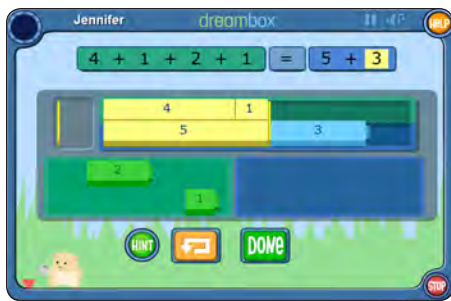 Jennifer dreambox HELP
4 + 1 + 2 + 1 = 5 + 3
4 1
5 3
2
1
HINT DONE
STOP